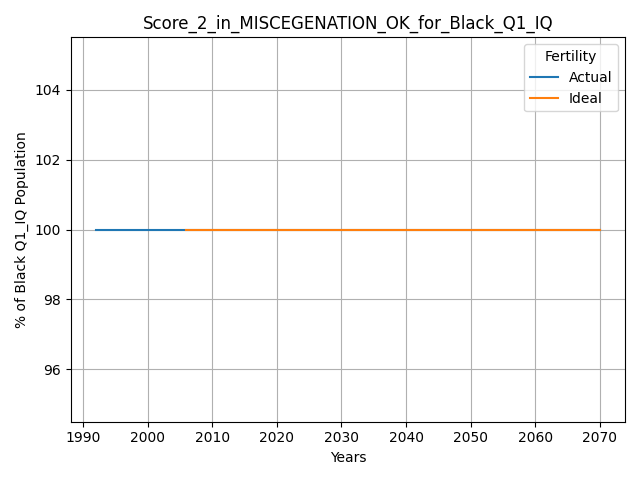 Score_2_in_MISCEGENATION_OK_for_Black_Q1_IQ
Fertility
Actual
Ideal
% of Black Q1_IQ Population
104
102
100
98
96
1990 2000 2010 2020 2030 2040 2050 2060 2070
Years